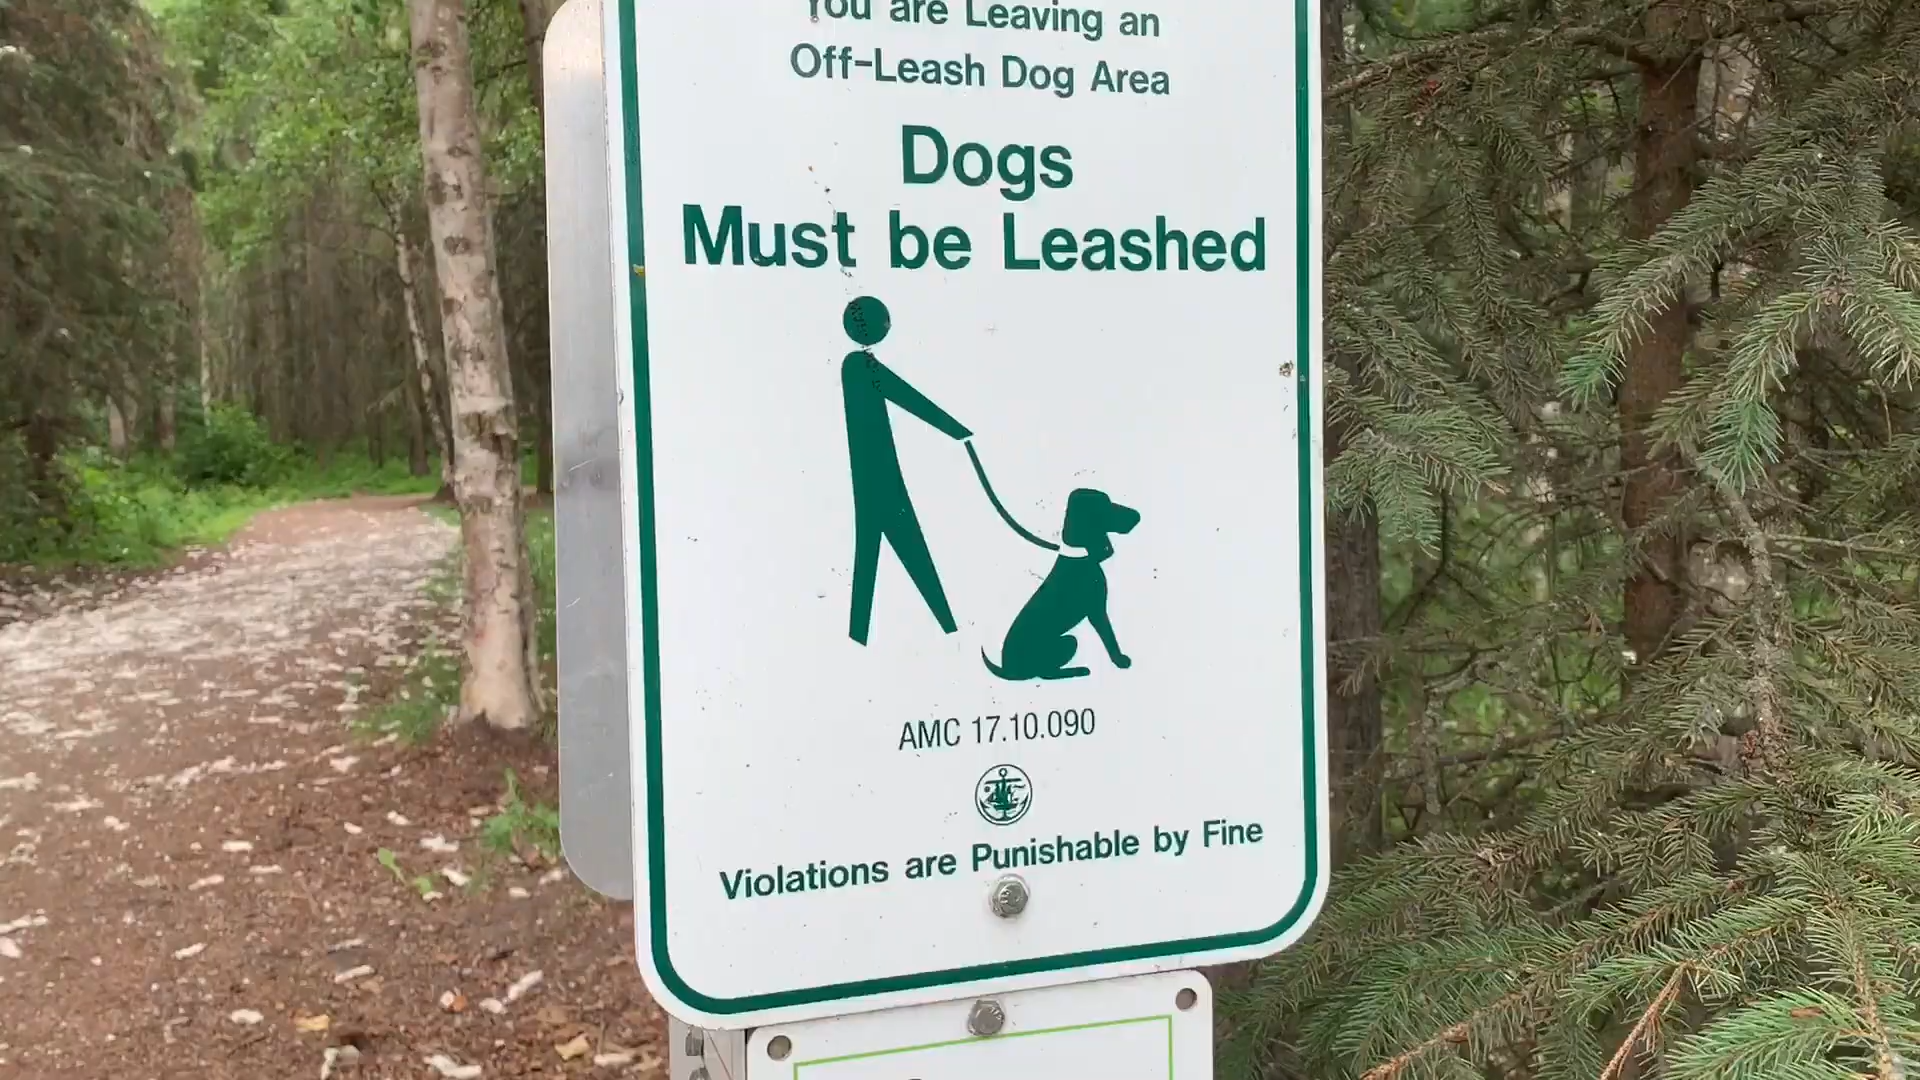 You are Leaving an
Off-Leash Dog Area
Dogs
Must be Leashed
AMC 17.10.090
Violations are Punishable by Fine